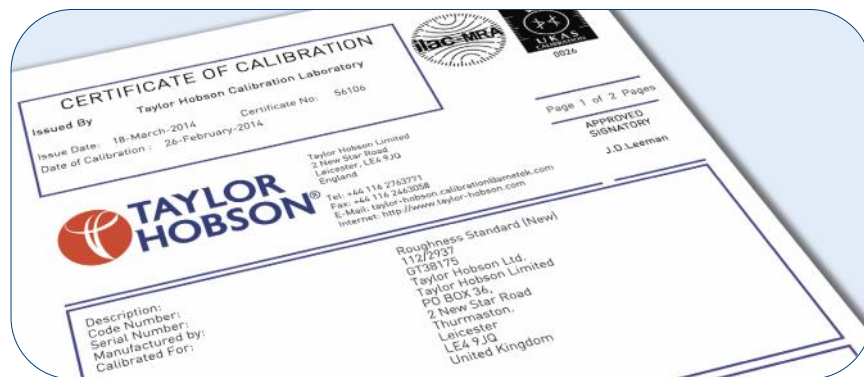 CERTIFICATE OF CALIBRATION
Issued By Taylor Hobson Calibration Laboratory
Issue Date: 18-March-2014 Certificate No: 56106
Date of Calibration : 26-February-2014
ilac-MRA
UKAS
CALIBRATION
0026
Page 1 of 2 Pages
APPROVED
SIGNATORY
J.D.Leeman
TAYLOR
HOBSON®
Taylor Hobson Limited
2 New Star Road
Leicester, LE4 9JQ
England
Tel: +44 116 2763771
Fax: +44 116 2463058
E-Mail: taylor-hobson.calibration@ametek.com
Internet: http://www.taylor-hobson.com
Description: Roughness Standard (New)
Code Number: 112/2937
Serial Number: GT38175
Manufactured by: Taylor Hobson Ltd.
Calibrated For: Taylor Hobson Limited
PO BOX 36,
2 New Star Road
Thurmaston,
Leicester
LE4 9JQ
United Kingdom